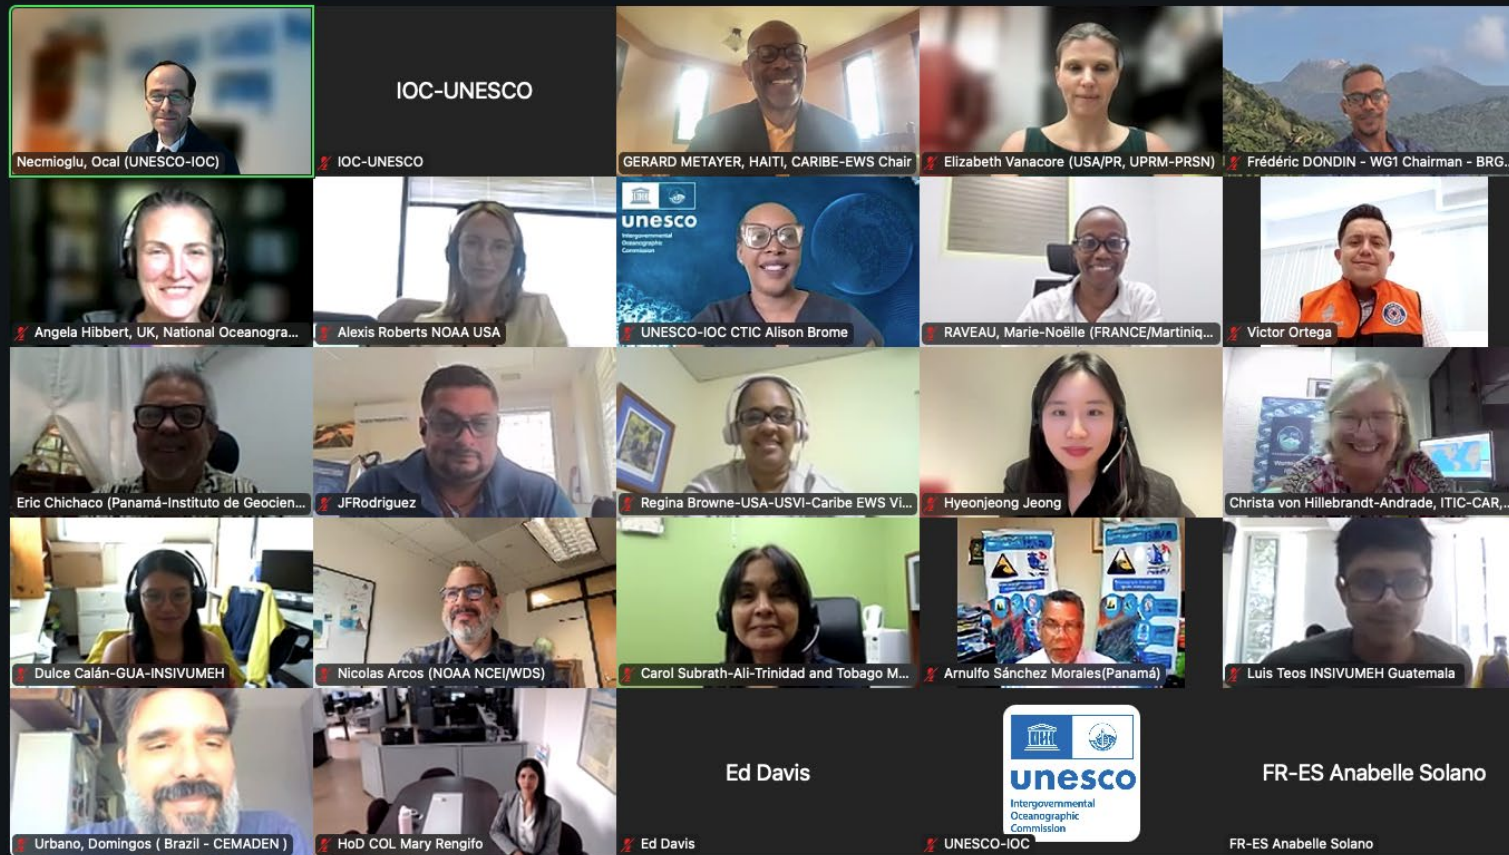 IOC-UNESCO
Necmioglu, Ocal (UNESCO-IOC)
IOC-UNESCO
GERARD METAYER, HAITI, CARIBE-EWS Chair
Elizabeth Vanacore (USA/PR, UPRM-PRSN)
Frédéric DONDIN - WG1 Chairman - BRG...
unesco
Intergovernmental
Oceanographic
Commission
Angela Hibbert, UK, National Oceanogra...
Alexis Roberts NOAA USA
UNESCO-IOC CTIC Alison Brome
RAVEAU, Marie-Noëlle (FRANCE/Martiniq...
Victor Ortega
Eric Chichaco (Panamá-Instituto de Geocien...
JFRodriguez
Regina Browne-USA-USVI-Caribe EWS Vi...
Hyeonjeong Jeong
Christa von Hillebrandt-Andrade, ITIC-CAR,...
Dulce Calán-GUA-INSIVUMEH
Nicolas Arcos (NOAA NCEI/WDS)
Carol Subrath-Ali-Trinidad and Tobago M...
Arnulfo Sánchez Morales(Panamá)
Luis Teos INSIVUMEH Guatemala
Ed Davis
unesco
Intergovernmental
Oceanographic
Commission
FR-ES Anabelle Solano
Urbano, Domingos ( Brazil - CEMADEN )
HoD COL Mary Rengifo
Ed Davis
UNESCO-IOC
FR-ES Anabelle Solano